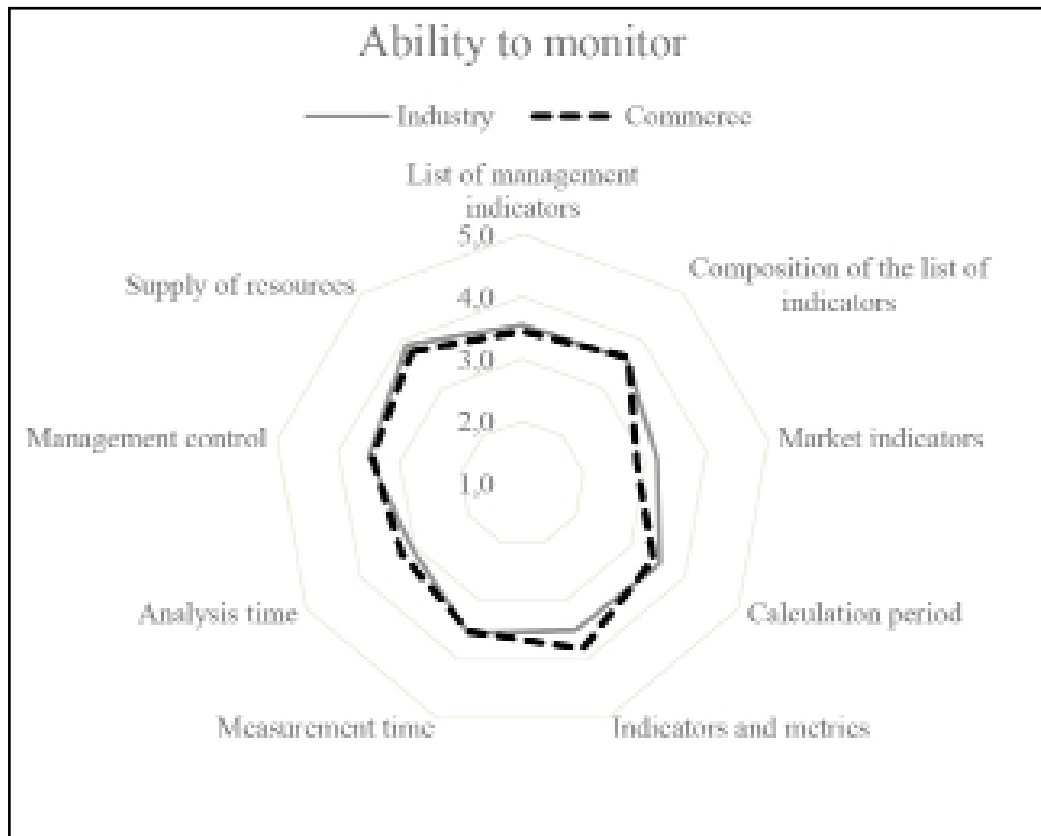 Ability to monitor
Industry Commerce
List of management
indicators
5,0
Composition of the list of
indicators
Supply of resources
4,0
3,0
Management control
2,0
Market indicators
1,0
Analysis time
Calculation period
Measurement time
Indicators and metrics